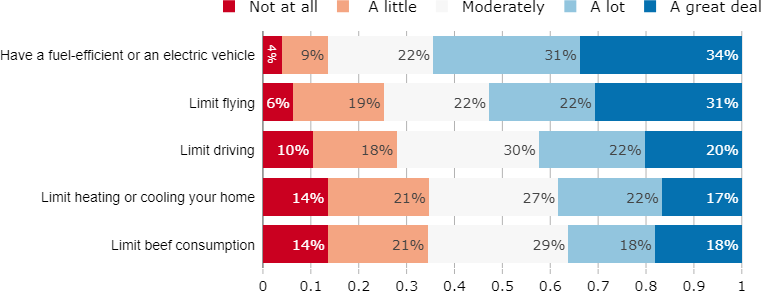 Not at all A little Moderately A lot A great deal
Have a fuel-efficient or an electric vehicle 4% 9% 22% 31% 34%
Limit flying 6% 19% 22% 22% 31%
Limit driving 10% 18% 30% 22% 20%
Limit heating or cooling your home 14% 21% 27% 22% 17%
Limit beef consumption 14% 21% 29% 18% 18%
0 0.1 0.2 0.3 0.4 0.5 0.6 0.7 0.8 0.9 1